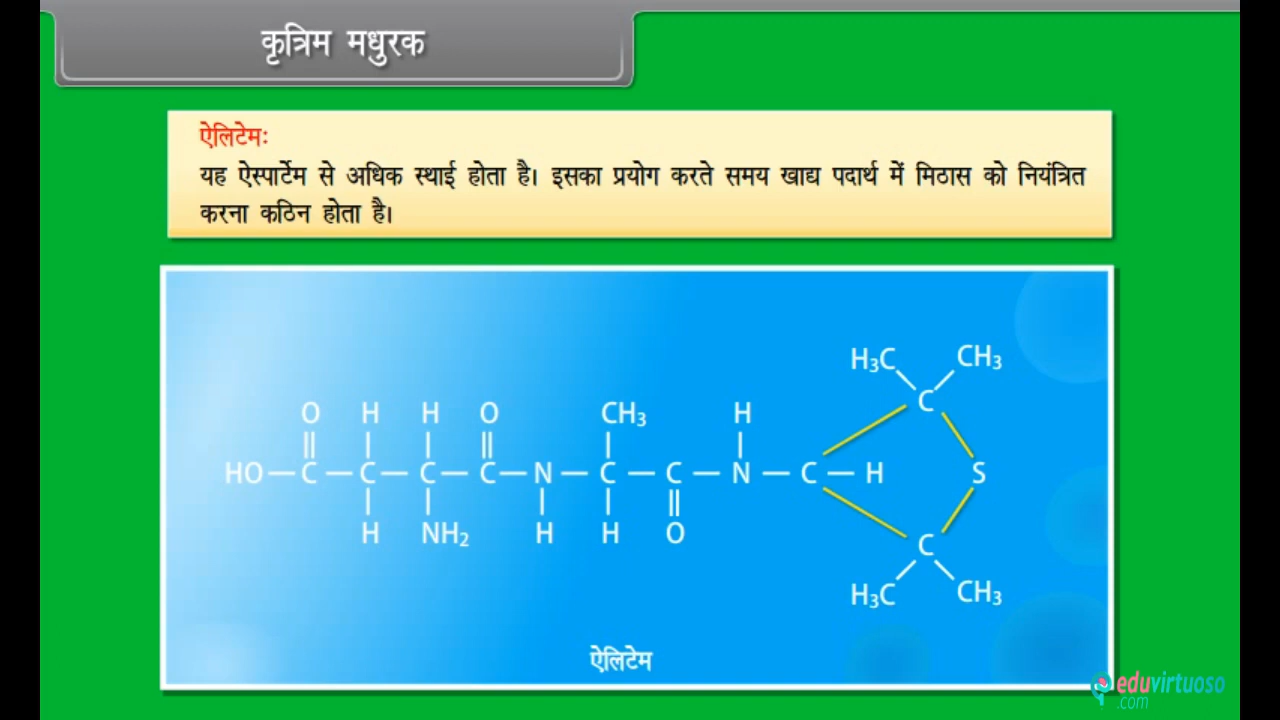 कृत्रिम मधुरक
ऐलिटेमः
यह ऐस्पार्टेम से अधिक स्थाई होता है। इसका प्रयोग करते समय खाद्य पदार्थ में मिठास को नियंत्रित
करना कठिन होता है।
H₃C CH₃
C
O H H O CH₃ H
HO — C — C — C — C — N — C — C — N — C — H S
H NH₂ H H O
C
H₃C CH₃
ऐलिटेम
eduvirtuoso
.com